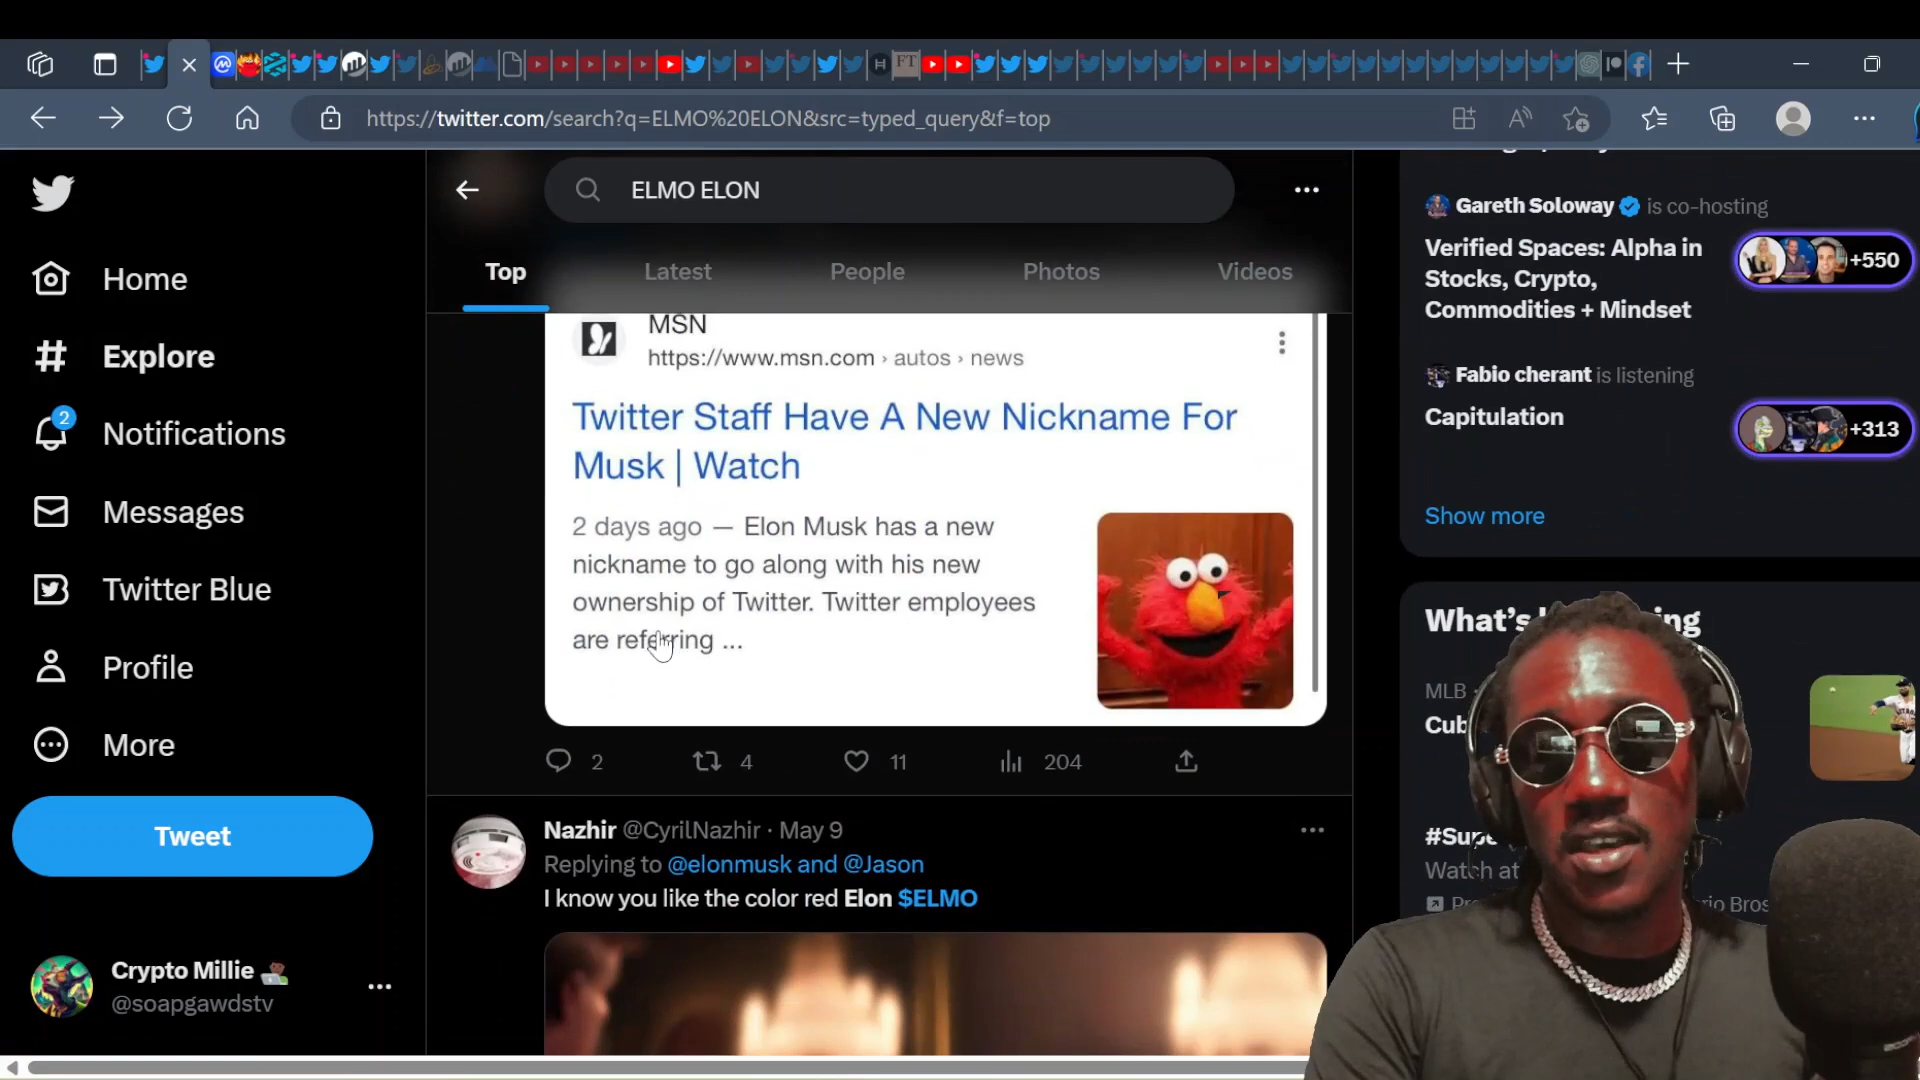 https://twitter.com/search?q=ELMO%20ELON&src=typed_query&f=top
ELMO ELON
Top
Latest
People
Photos
Videos
Home
Explore
2
Notifications
Messages
Twitter Blue
Profile
More
Tweet
Crypto Millie
@soapgawdstv
MSN
https://www.msn.com › autos › news
Twitter Staff Have A New Nickname For
Musk | Watch
2 days ago — Elon Musk has a new
nickname to go along with his new
ownership of Twitter. Twitter employees
are referring ...
2
4
11
204
Nazhir @CyrilNazhir · May 9
Replying to @elonmusk and @Jason
I know you like the color red Elon $ELMO
Gareth Soloway is co-hosting
Verified Spaces: Alpha in
Stocks, Crypto,
Commodities + Mindset
+550
Fabio cherant is listening
Capitulation
+313
Show more
What's
MLB
Watch at